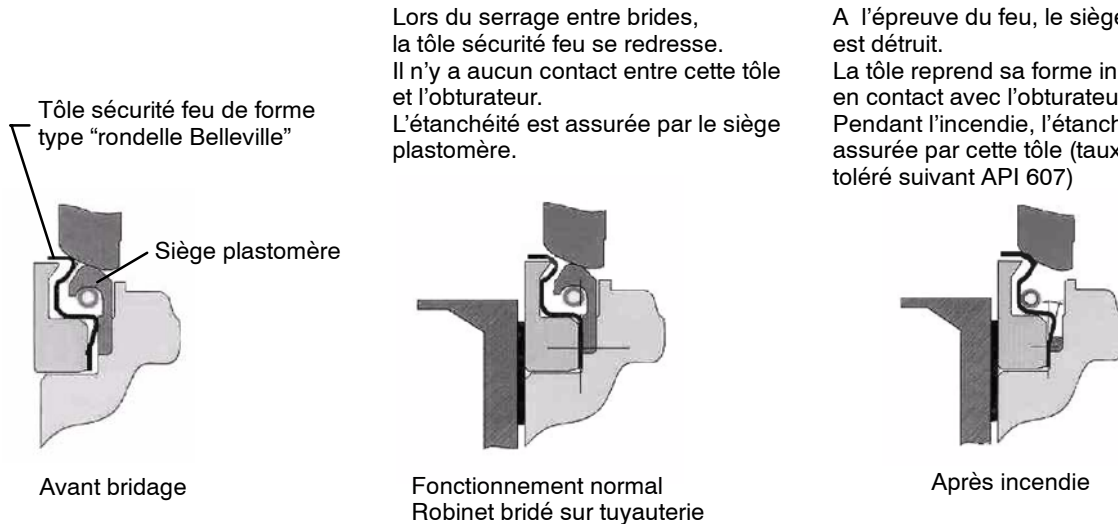 Lors du serrage entre brides,
la tôle sécurité feu se redresse.
Il n'y a aucun contact entre cette tôle
et l'obturateur.
L'étanchéité est assurée par le siège
plastomère.
A l'épreuve du feu, le siège
est détruit.
La tôle reprend sa forme in
en contact avec l'obturateu
Pendant l'incendie, l'étanch
assurée par cette tôle (taux
toléré suivant API 607)
Tôle sécurité feu de forme
type “rondelle Belleville”
Siège plastomère
Avant bridage
Fonctionnement normal
Robinet bridé sur tuyauterie
Après incendie